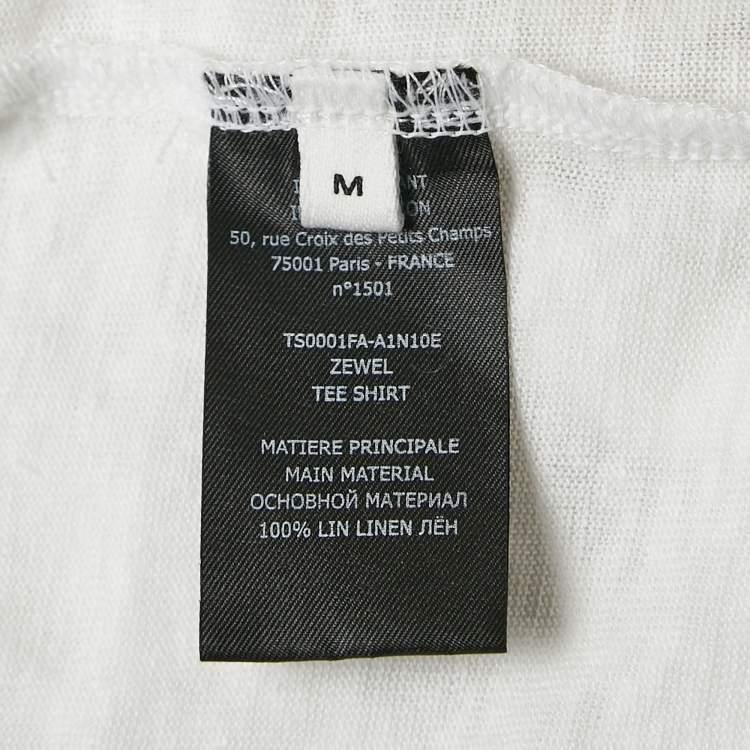 M
50, rue Croix des Petits Champs
75001 Paris - FRANCE
n°1501
TS0001FA-A1N10E
ZEWEL
TEE SHIRT
MATIERE PRINCIPALE
MAIN MATERIAL
ОСНОВНОЙ МАТЕРИАЛ
100% LIN LINEN ЛЁН